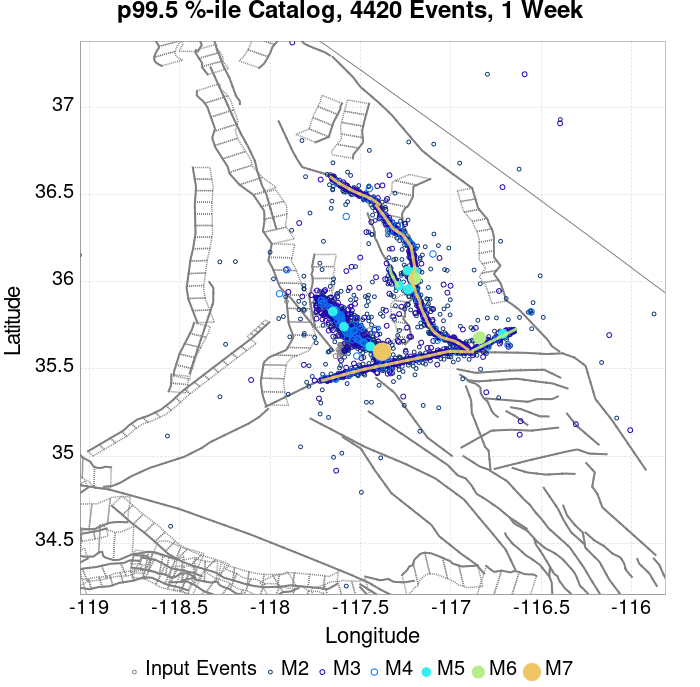 p99.5 %-ile Catalog, 4420 Events, 1 Week
37
36.5
36
35.5
35
34.5
Latitude
-119 -118.5 -118 -117.5 -117 -116.5 -116
Longitude
Input Events M2 M3 M4 M5 M6 M7